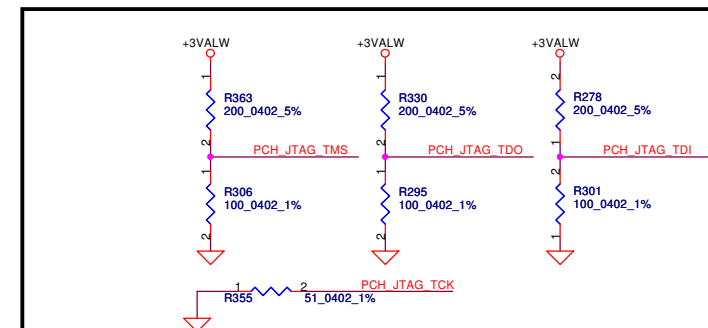 +3VALW +3VALW +3VALW
1 1 2
R363 R330 R278
200_0402_5% 200_0402_5% 200_0402_5%
2 2 1
PCH_JTAG_TMS PCH_JTAG_TDO PCH_JTAG_TDI
1 1 2
R306 R295 R301
100_0402_1% 100_0402_1% 100_0402_1%
2 2 1
1 2 PCH_JTAG_TCK
R355 51_0402_1%